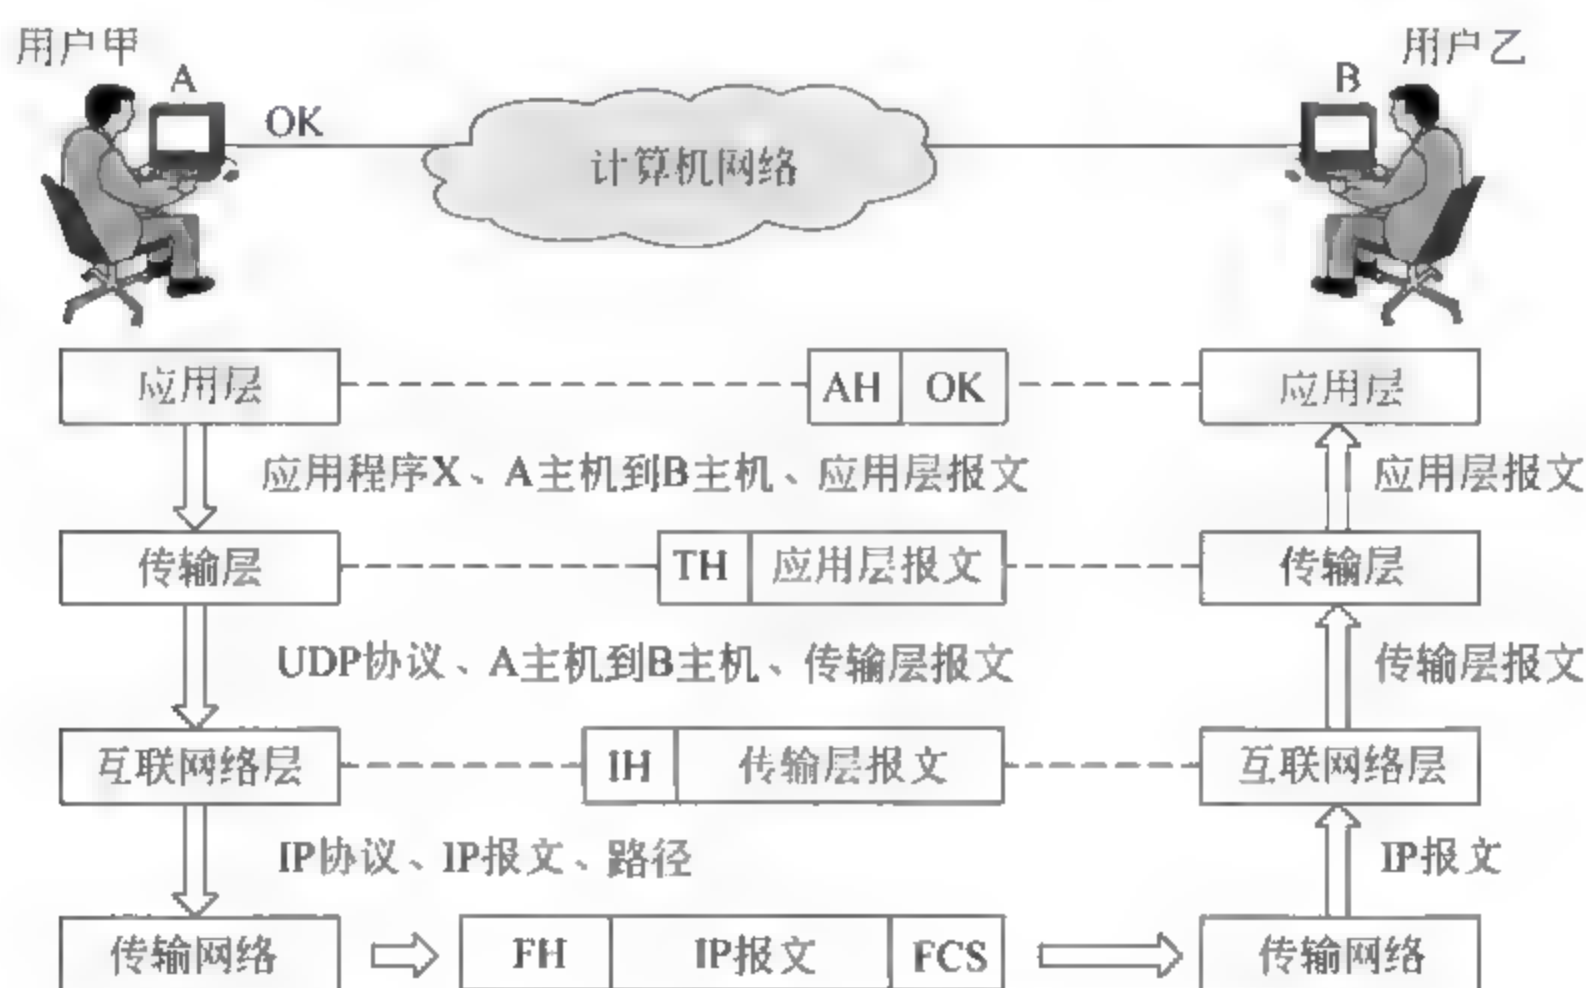 用户甲 用户乙
A B
OK
计算机网络
应用层 AH OK 应用层
应用程序X、A主机到B主机、应用层报文 应用层报文
传输层 TH 应用层报文 传输层
UDP协议、A主机到B主机、传输层报文 传输层报文
互联网络层 IH 传输层报文 互联网络层
IP协议、IP报文、路径 IP报文
传输网络 FH IP报文 FCS 传输网络